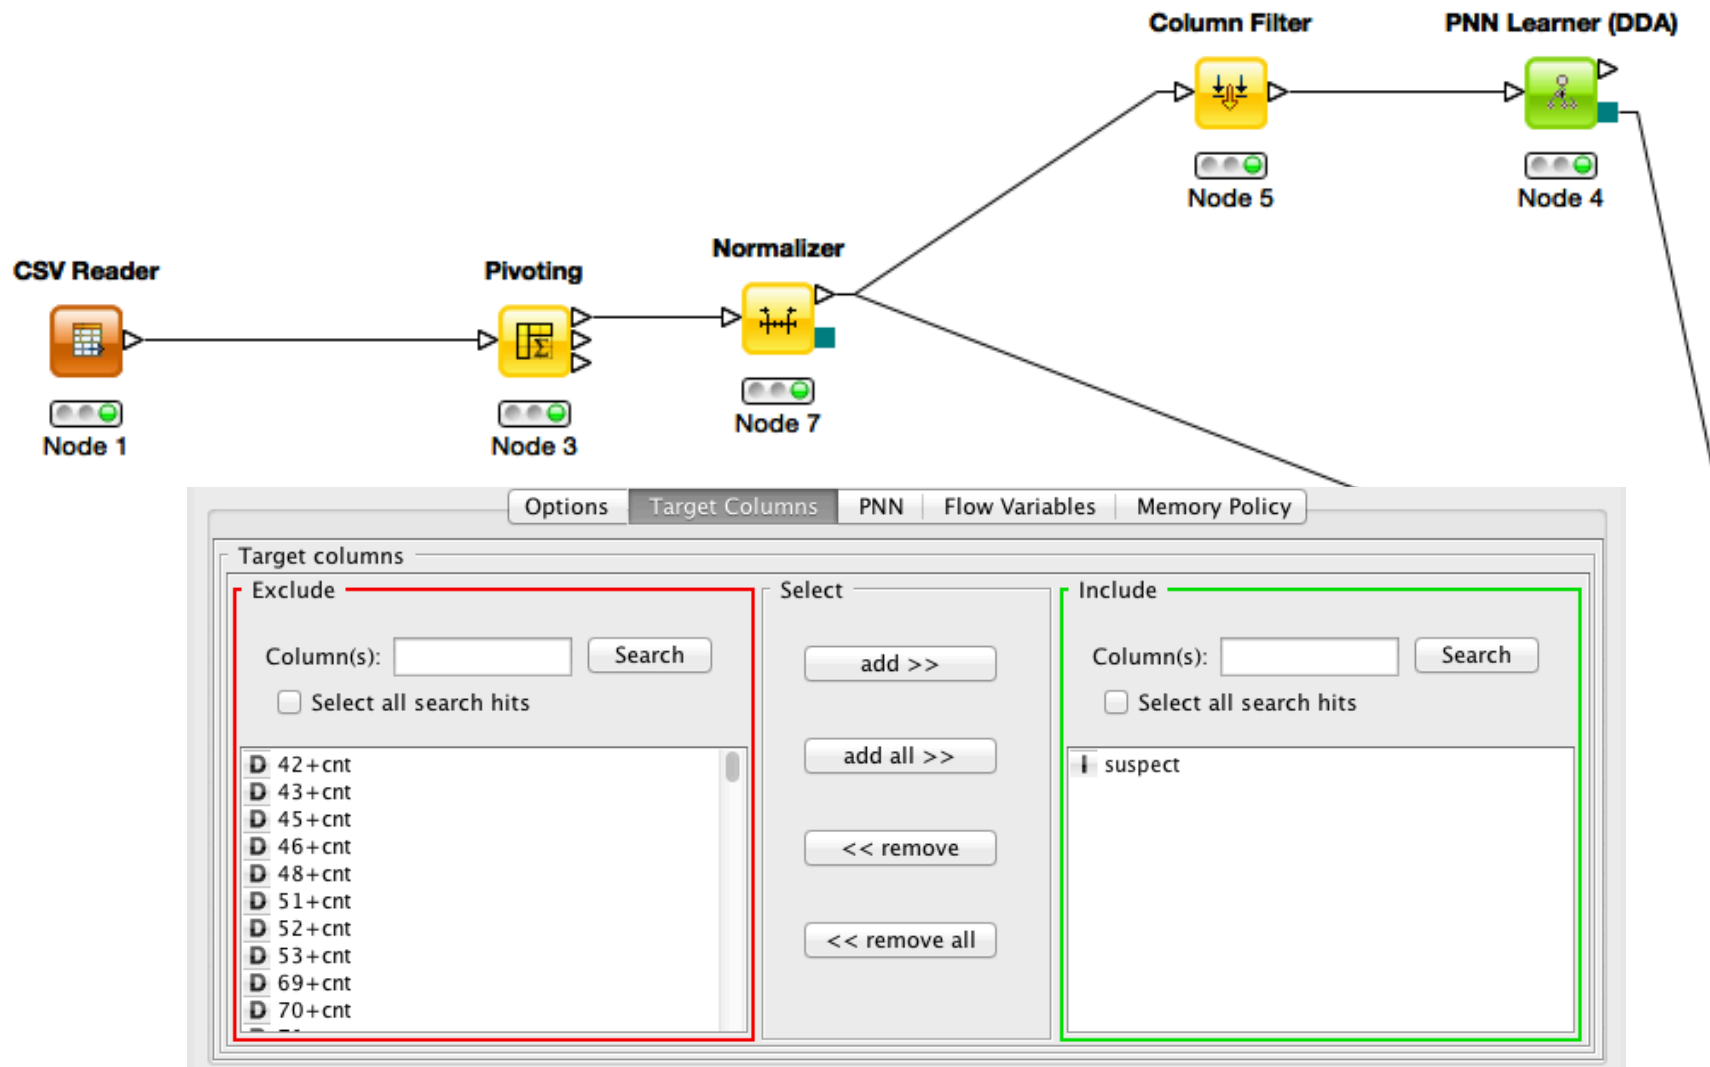 Column Filter
PNN Learner (DDA)
Node 5
Node 4
Normalizer
CSV Reader
Pivoting
Σ
Node 7
Node 1
Node 3
Options
Target Columns
PNN
Flow Variables
Memory Policy
Target columns
Exclude
Column(s):
Search
Select all search hits
D 42+cnt
D 43+cnt
D 45+cnt
D 46+cnt
D 48+cnt
D 51+cnt
D 52+cnt
D 53+cnt
D 69+cnt
D 70+cnt
Select
add >>
add all >>
<< remove
<< remove all
Include
Column(s):
Search
Select all search hits
I suspect